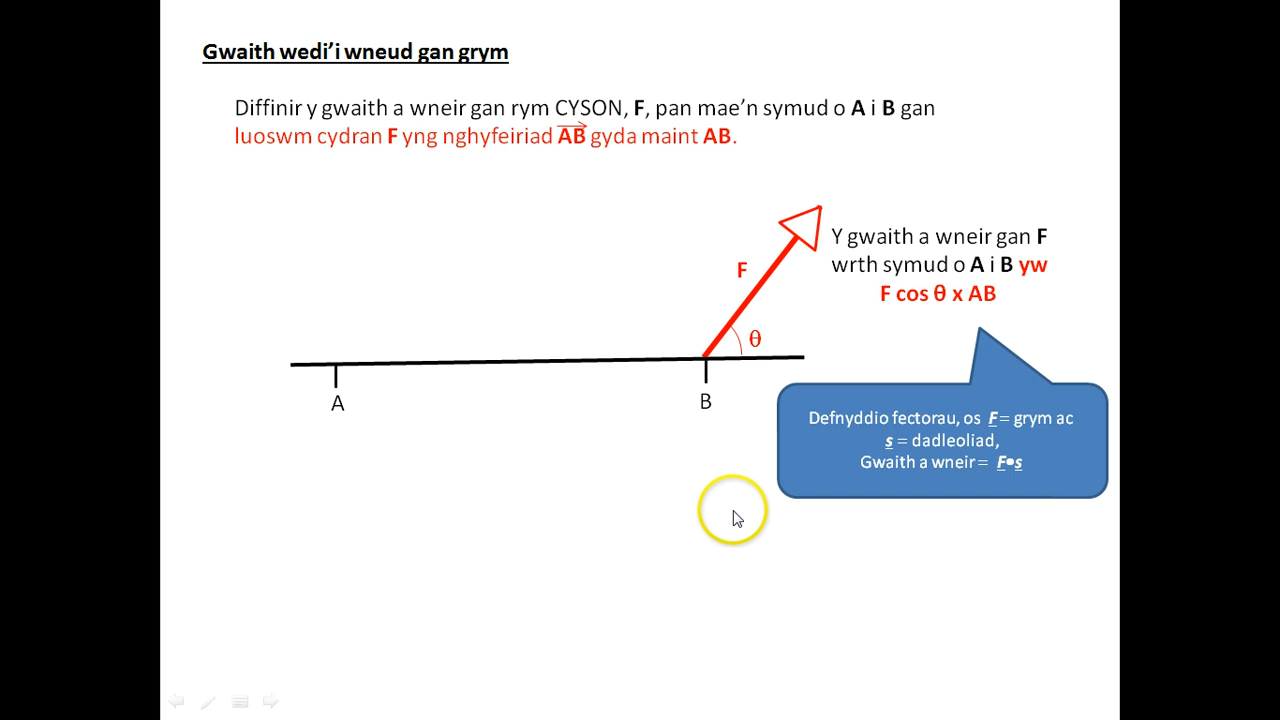 Gwaith wedi’i wneud gan grym
Diffinir y gwaith a wneir gan rym CYSON, F, pan mae’n symud o A i B gan
luoswm cydran F yng nghyfeiriad AB gyda maint AB.
F
θ
A
B
Y gwaith a wneir gan F
wrth symud o A i B yw
F cos θ x AB
Defnyddio fectorau, os F = grym ac
s = dadleoliad,
Gwaith a wneir = F•s